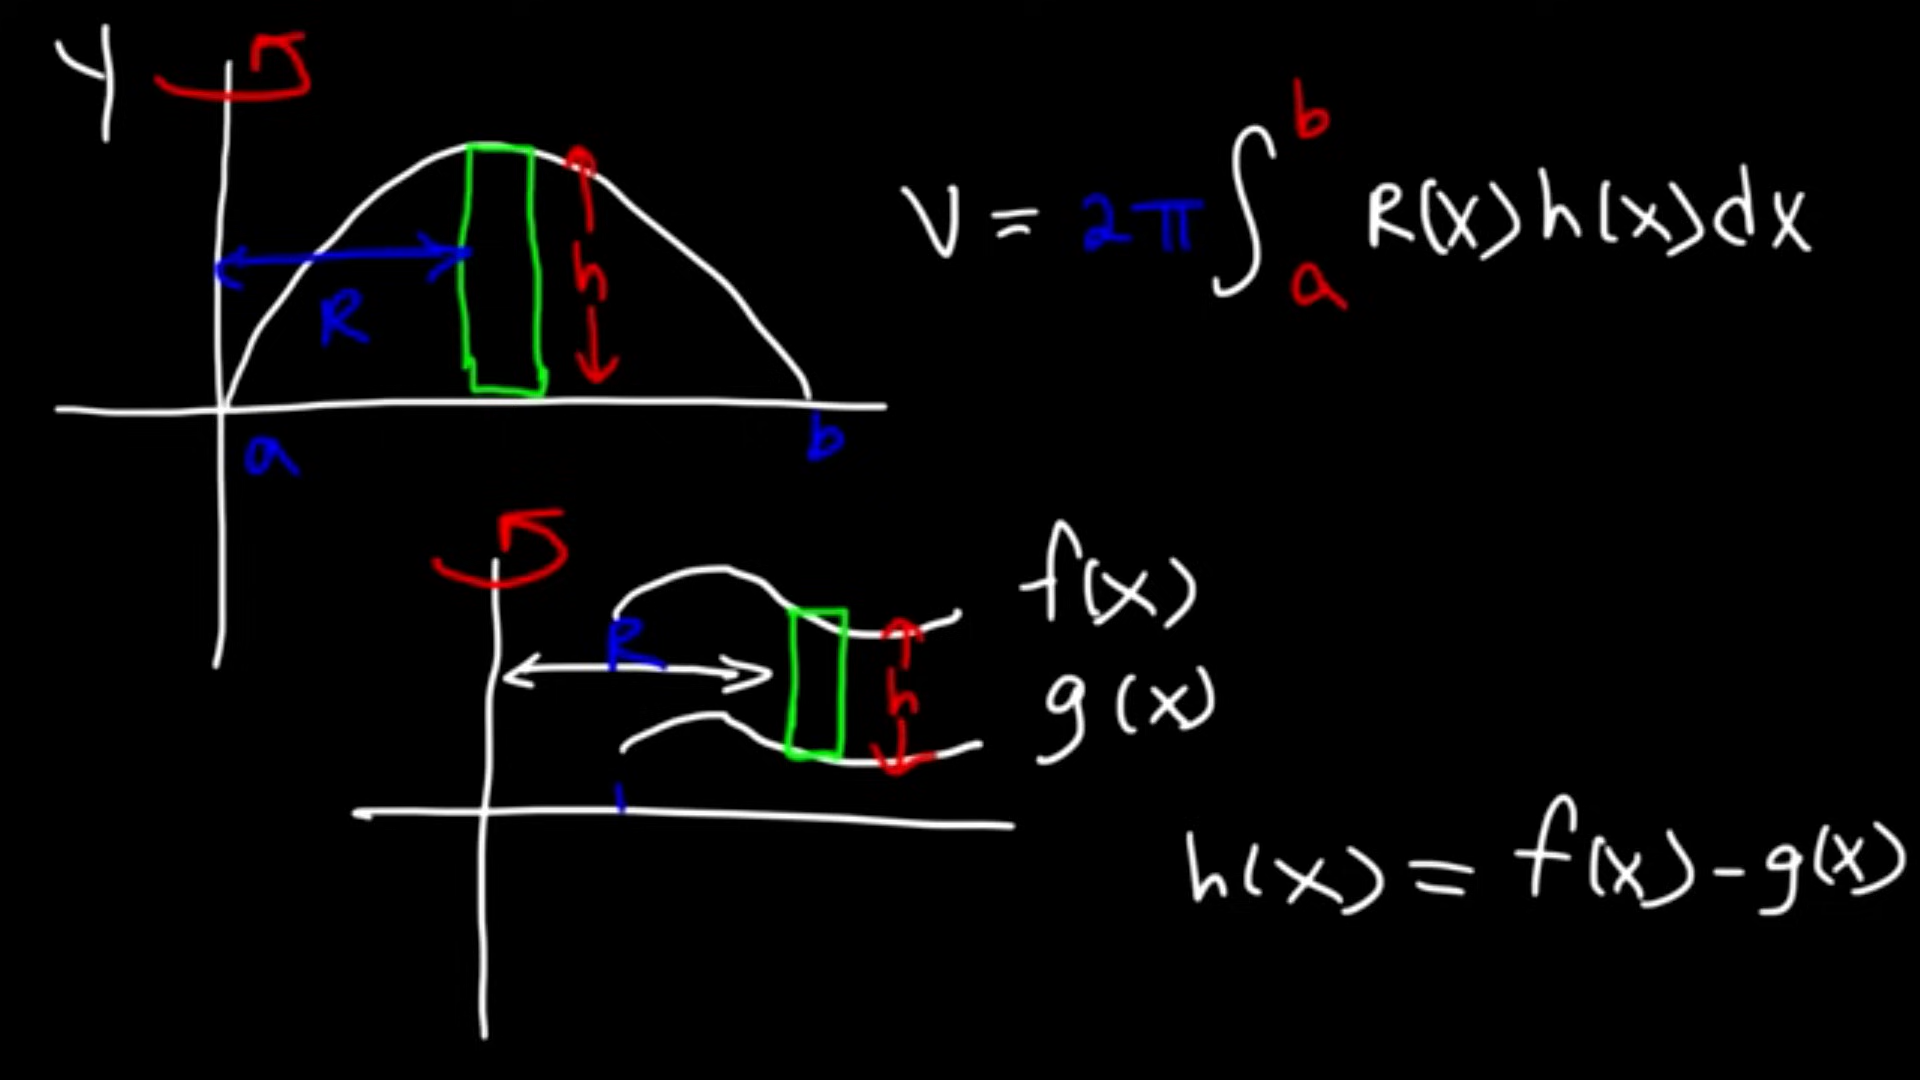 y
V = 2π ∫ₐᵇ R(x) h(x) dx
h
R
a
b
f(x)
R
h
g(x)
h(x) = f(x) - g(x)